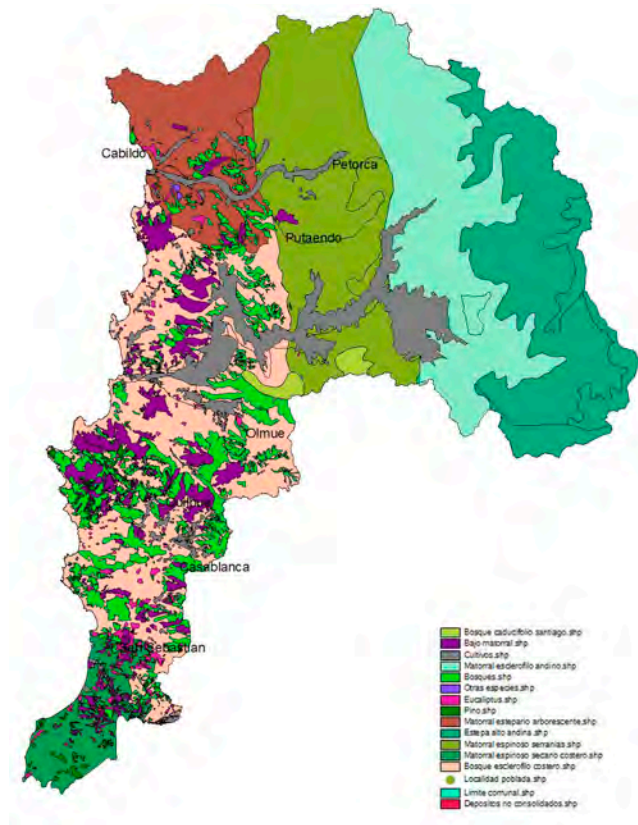 Cabildo
Petorca
Putaendo
Olmue
Casablanca
Bosque caducifolio santiago.shp
Bajo matorral.shp
Cultivos.shp
Matorral esclerofilo andino.shp
Bosques.shp
Otras especies.shp
Eucaliptus.shp
Pino.shp
Matorral estepario arborescente.shp
Estepa alto andina.shp
Matorral espinoso serranias.shp
Matorral espinoso secano costero.shp
Bosque esclerofilo costero.shp
Localidad poblada.shp
Limite comunal.shp
Depositos no consolidados.shp